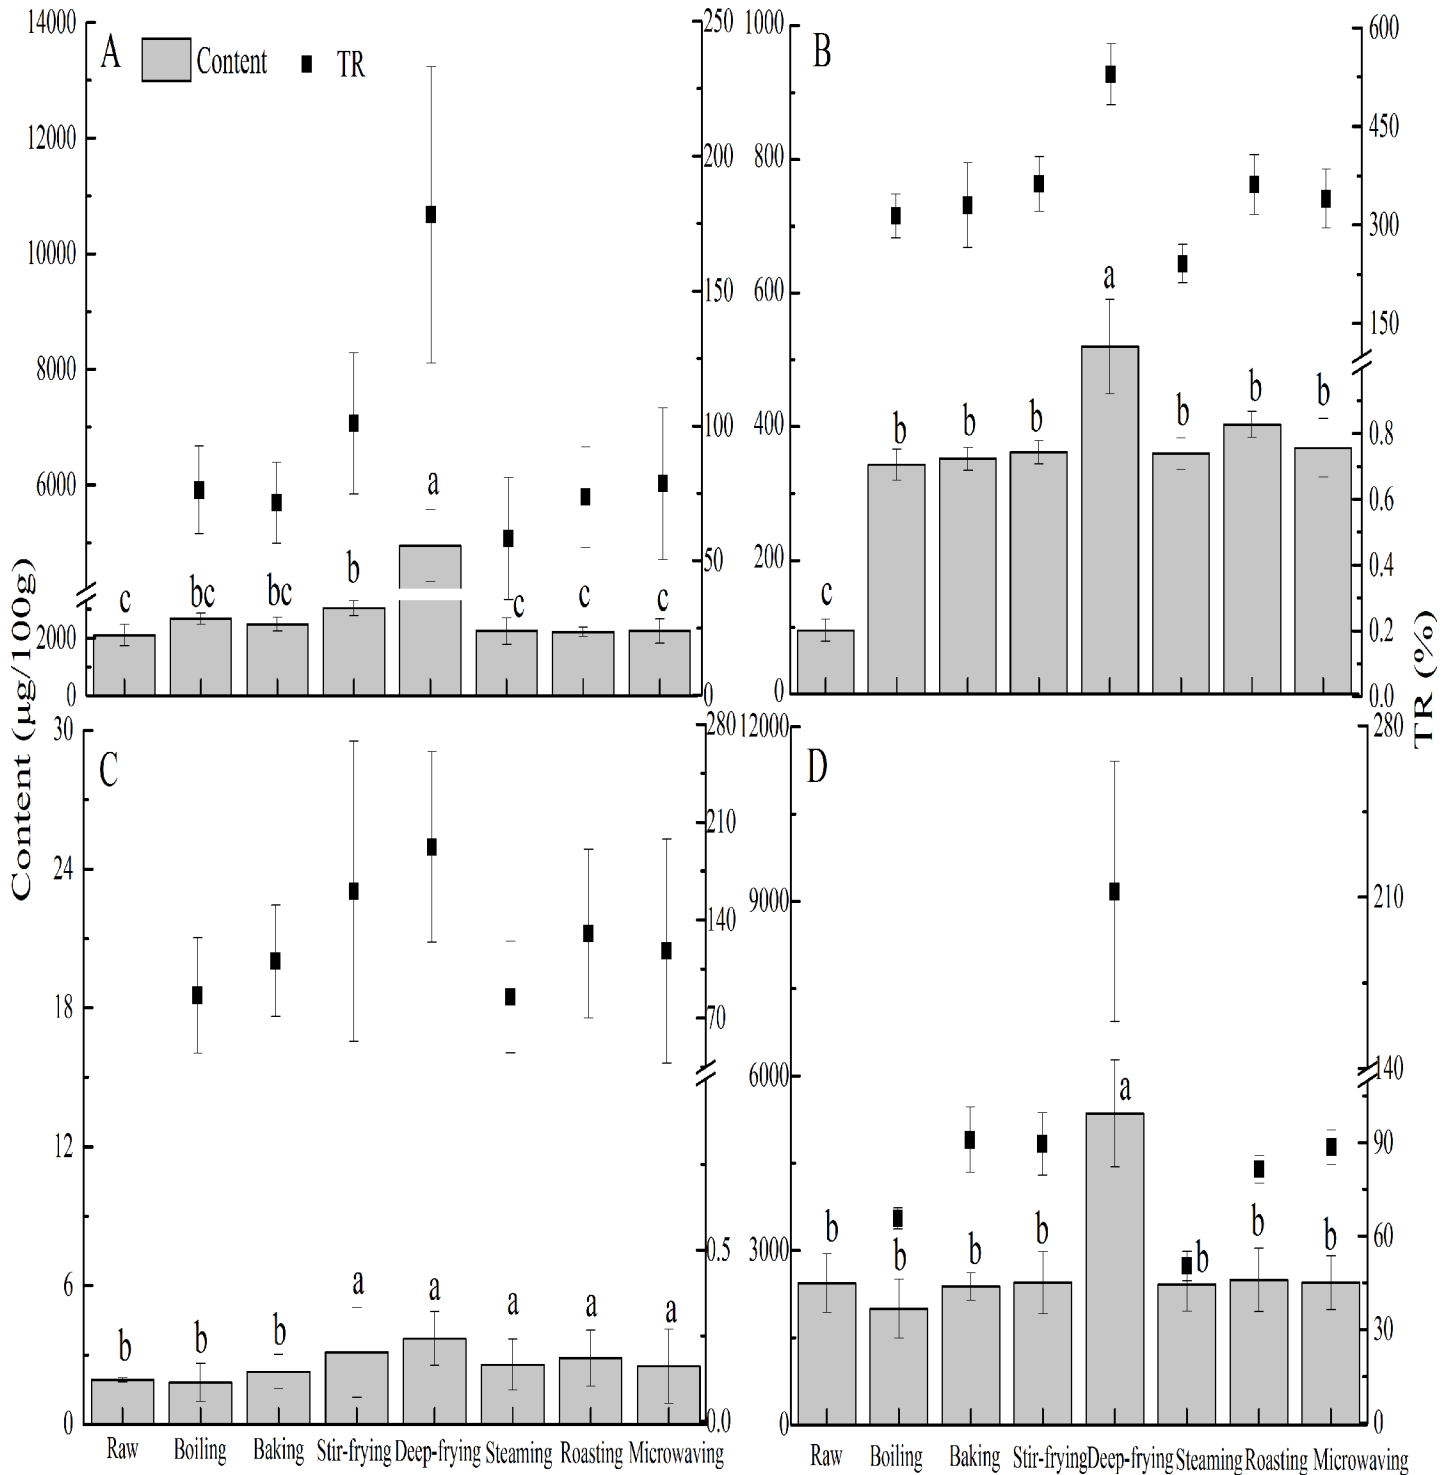 A
Content
TR
14000
12000
10000
8000
6000
2000
0
250
200
150
100
50
0
c
bc
bc
b
a
c
c
c
B
1000
800
600
400
200
0
600
450
300
150
0.8
0.6
0.4
0.2
0.0
c
b
b
b
a
b
b
b
Content (µg/100g)
TR (%)
C
30
24
18
12
6
0
280
210
140
70
0.5
0.0
b
b
b
a
a
a
a
a
Raw
Boiling
Baking
Stir-frying
Deep-frying
Steaming
Roasting
Microwaving
D
12000
9000
6000
3000
0
280
210
140
90
60
30
0
b
b
b
b
a
b
b
b
Raw
Boiling
Baking
Stir-frying
Deep-frying
Steaming
Roasting
Microwaving